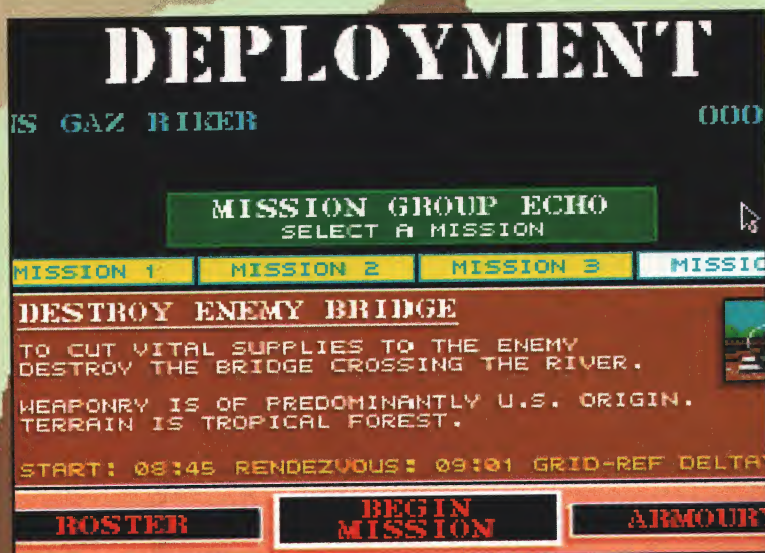 DEPLOYMENT
GAZ RIKER 000
MISSION GROUP ECHO
SELECT A MISSION
MISSION 1 MISSION 2 MISSION 3
DESTROY ENEMY BRIDGE
TO CUT VITAL SUPPLIES TO THE ENEMY
DESTROY THE BRIDGE CROSSING THE RIVER.
WEAPONRY IS OF PREDOMINANTLY U.S. ORIGIN.
TERRAIN IS TROPICAL FOREST.
START: 08:45 RENDEZVOUS: 09:01 GRID-REF DELTA
ROSTER
BEGIN
MISSION
ARMOURY